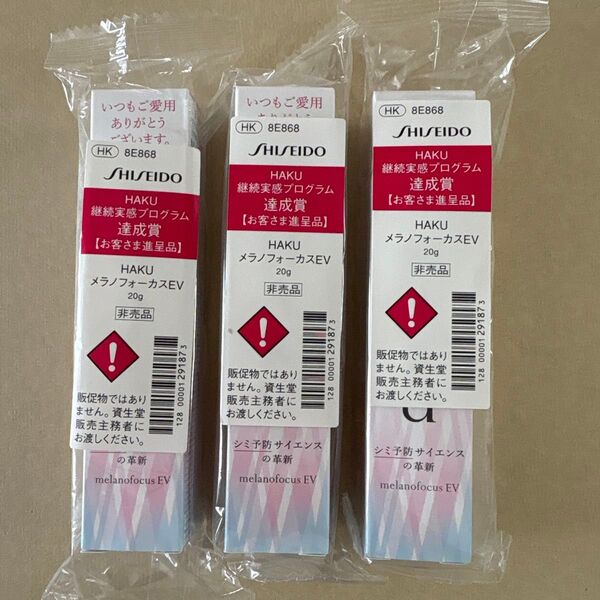 いつもご愛用
ありがとう
ございます。
HK 8E868
SHISEIDO
HAKU
継続実感プログラム
達成賞
【お客さま進呈品】
HAKU
メラノフォーカスEV
20g
非売品
販促物ではあり
ません。資生堂
販売主務者に
お渡しください。
128 00001 29187 3
シミ予防サイエンス
の革新
melanofocus EV
いつもご愛用
ありがとう
HK 8E868
SHISEIDO
HAKU
継続実感プログラム
達成賞
【お客さま進呈品】
HAKU
メラノフォーカスEV
20g
非売品
販促物ではあり
ません。資生堂
販売主務者に
お渡しください。
128 00001 29187 3
シミ予防サイエンス
の革新
melanofocus EV
HK 8E868
SHISEIDO
HAKU
継続実感プログラム
達成賞
【お客さま進呈品】
HAKU
メラノフォーカスEV
20g
非売品
販促物ではあり
ません。資生堂
販売主務者に
お渡しください。
128 00001 29187 3
シミ予防サイエンス
の革新
melanofocus EV